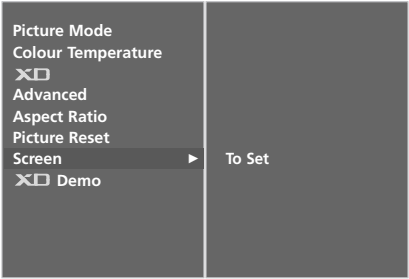 Picture Mode
Colour Temperature
XD
Advanced
Aspect Ratio
Picture Reset
Screen ► To Set
XD Demo